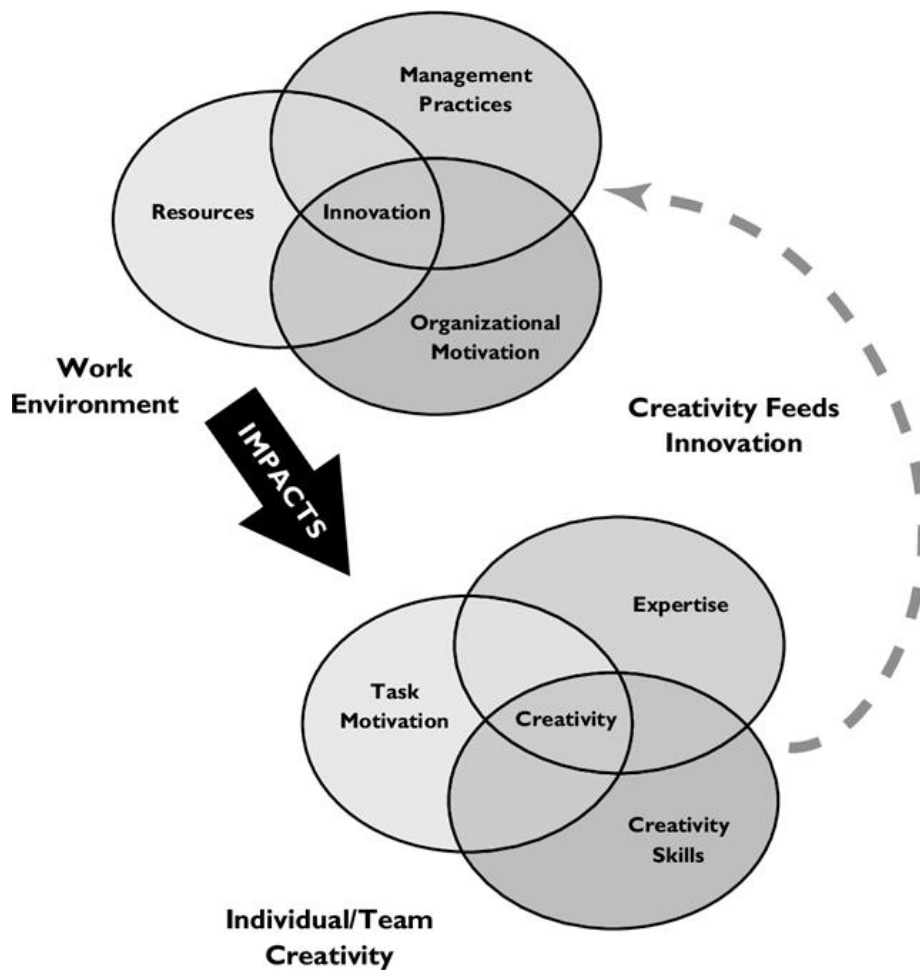 Management
Practices
Resources
Innovation
Organizational
Motivation
Work
Environment
IMPACTS
Creativity Feeds
Innovation
Expertise
Task
Motivation
Creativity
Creativity
Skills
Individual/Team
Creativity